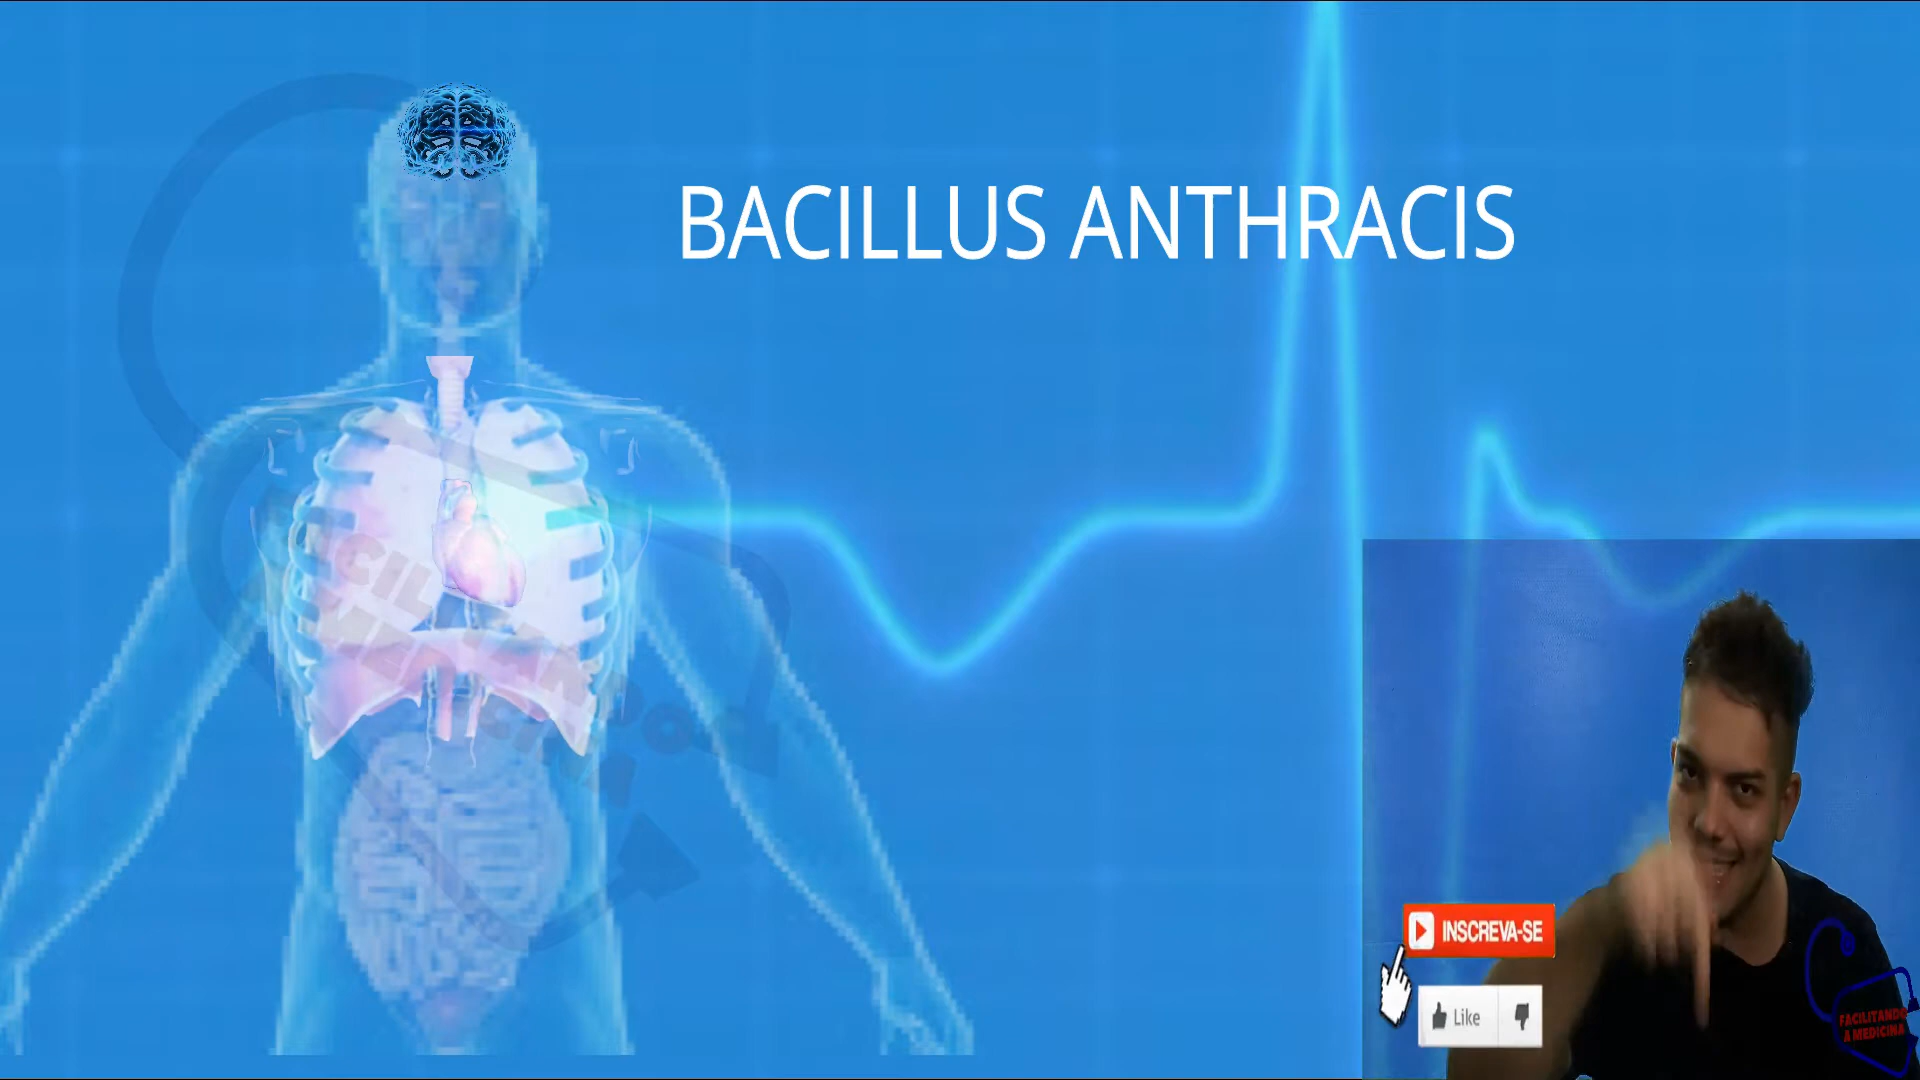 BACILLUS ANTHRACIS
INSCREVA-SE
Like
FACILITANDO
A MEDICINA